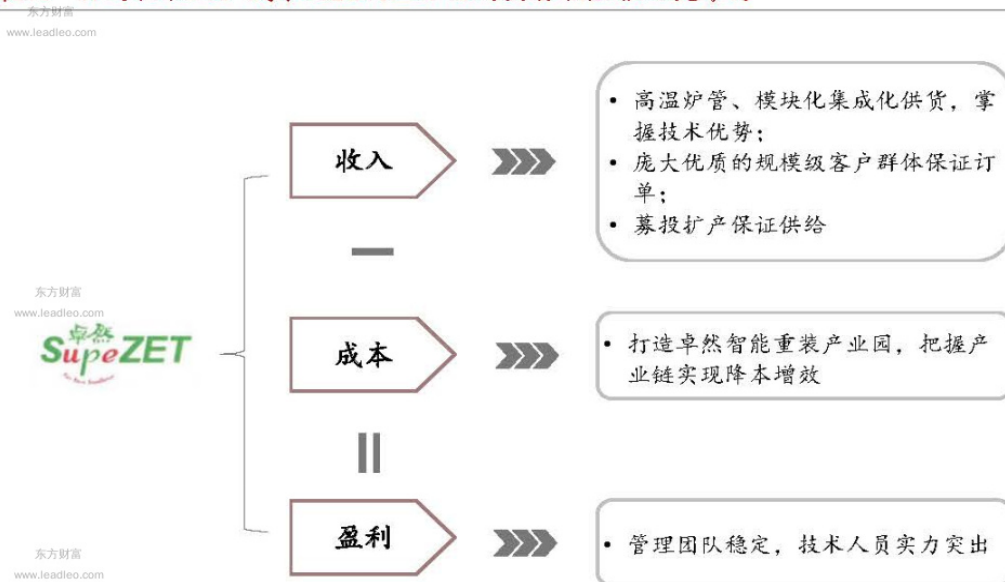 东方财富
www.leadleo.com
• 高温炉管、模块化集成化供货，掌
握技术优势；
• 庞大优质的规模级客户群体保证订
单；
• 募投扩产保证供给
收入
东方财富
www.leadleo.com
卓然
SupeZET
成本
• 打造卓然智能重装产业园，把握产
业链实现降本增效
盈利
• 管理团队稳定，技术人员实力突出
东方财富
www.leadleo.com